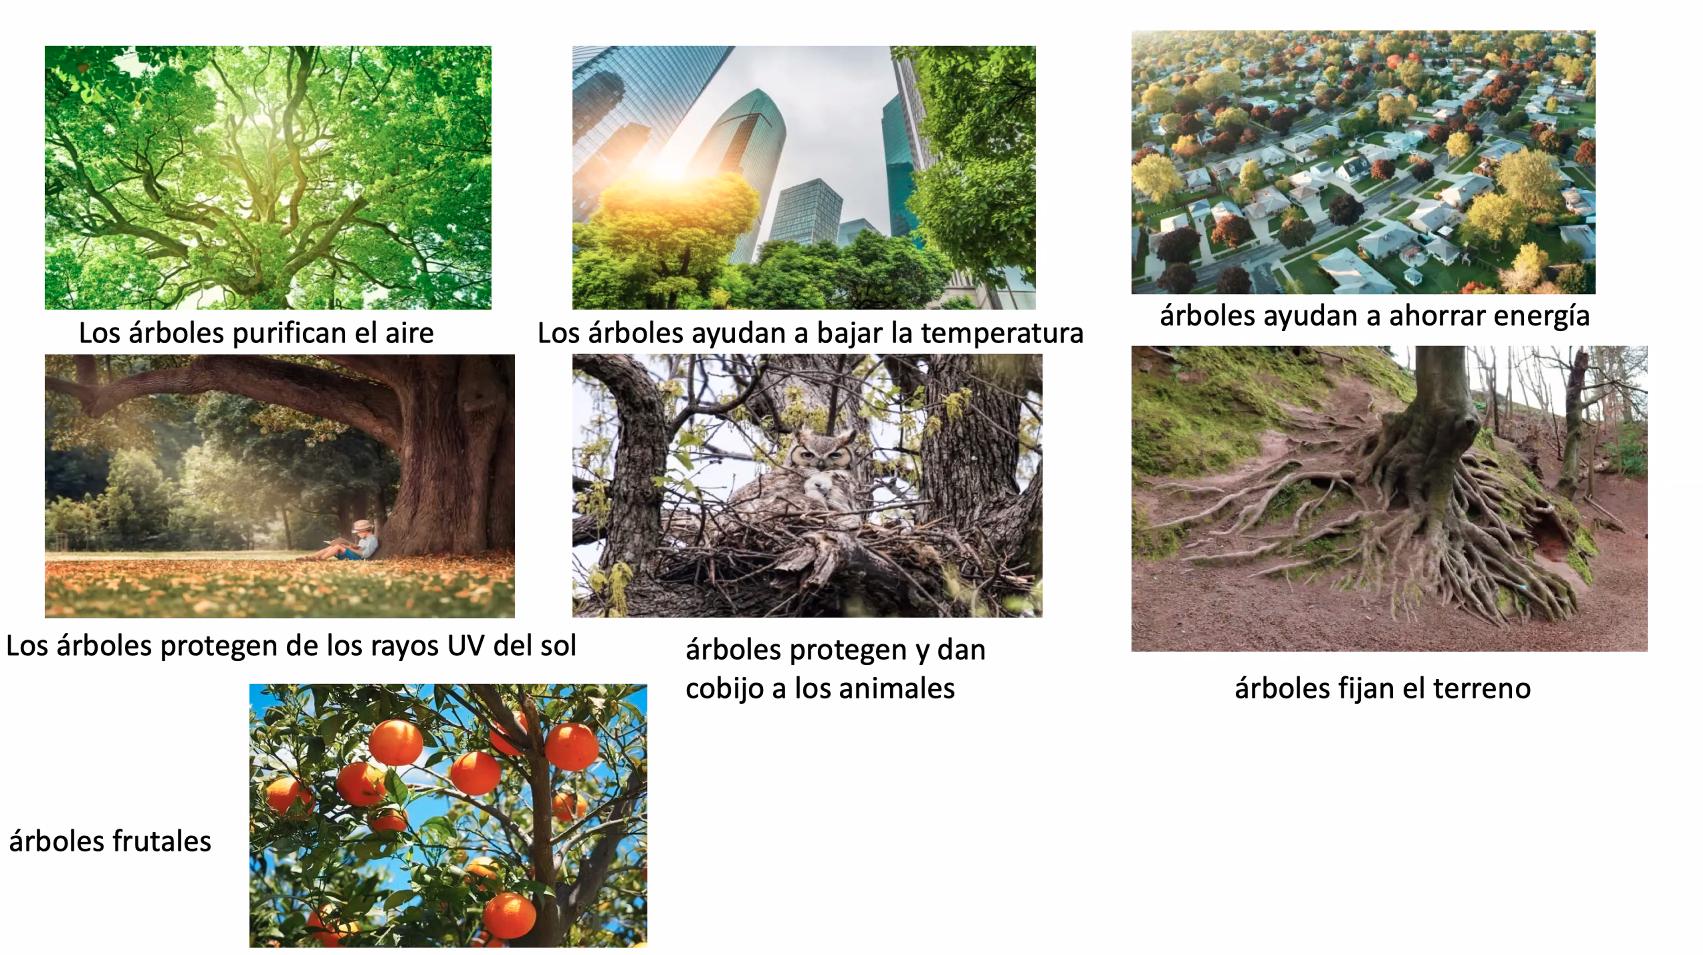 Los árboles purifican el aire
Los árboles ayudan a bajar la temperatura
árboles ayudan a ahorrar energía
Los árboles protegen de los rayos UV del sol
árboles protegen y dan
cobijo a los animales
árboles fijan el terreno
árboles frutales